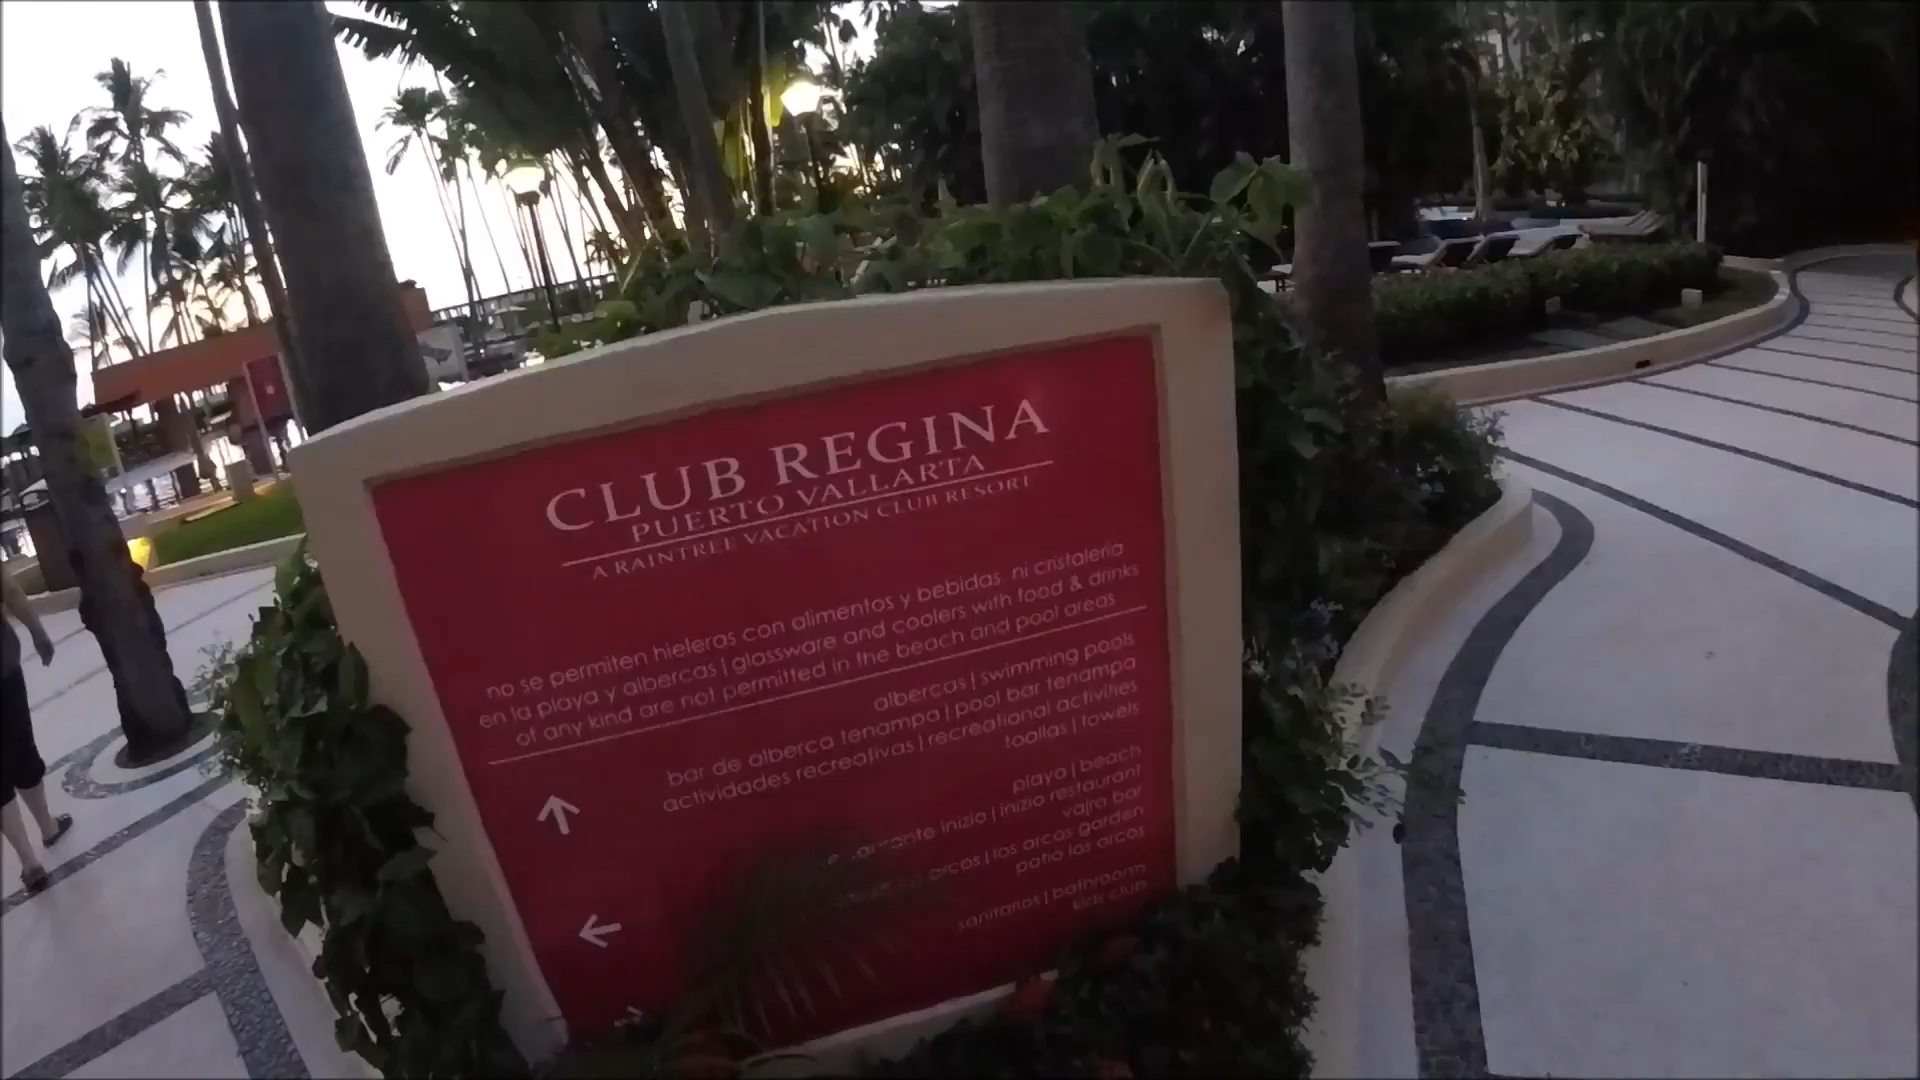 CLUB REGINA
PUERTO VALLARTA
A RAINTREE VACATION CLUB RESORT
no se permiten hieleras con alimentos y bebidas, ni cristalería
en la playa y albercas | glassware and coolers with food & drinks
of any kind are not permitted in the beach and pool areas
albercas | swimming pools
bar de alberca tenampa | pool bar tenampa
actividades recreativas | recreational activities
toallas | towels
playa | beach
inizio | inizio restaurant
vajra bar
arcos | los arcos garden
patio los arcos
sanitarios | bathrooms
kids club